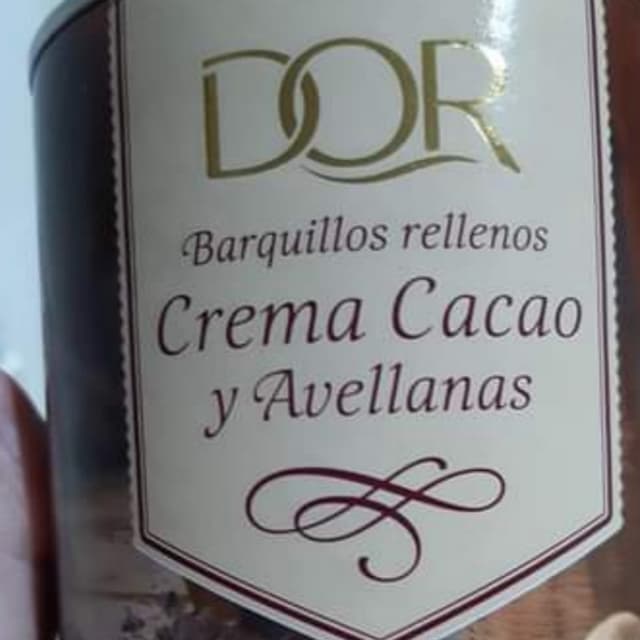 DOR
Barquillos rellenos
Crema Cacao
y Avellanas